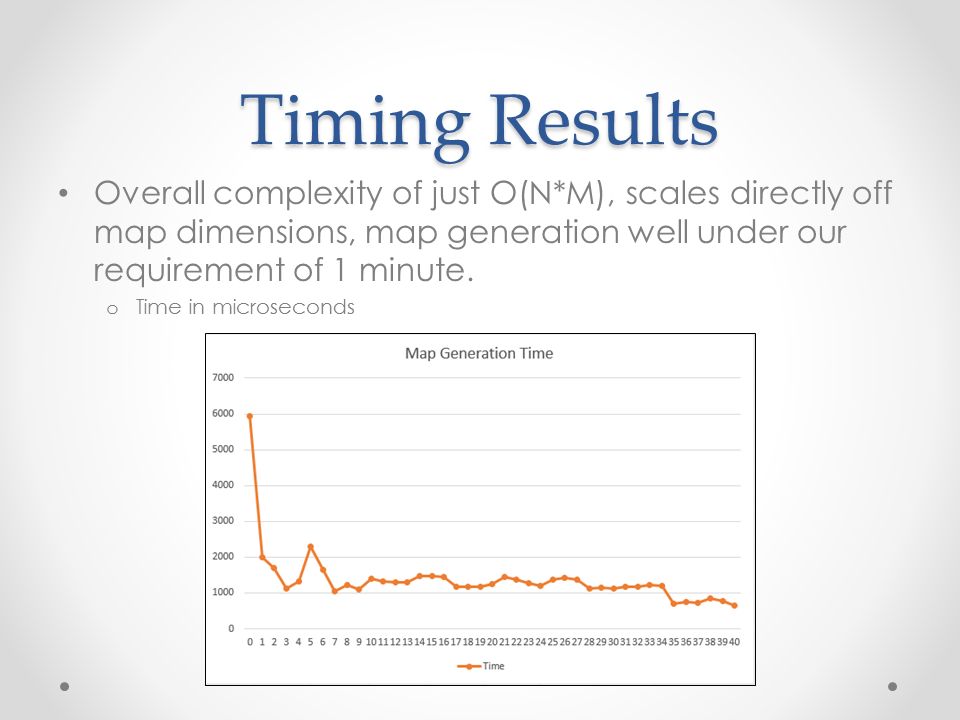 Timing Results
• Overall complexity of just O(N*M), scales directly off
map dimensions, map generation well under our
requirement of 1 minute.
o Time in microseconds
Map Generation Time
7000
6000
5000
4000
3000
2000
1000
0
0 1 2 3 4 5 6 7 8 9 10 11 12 13 14 15 16 17 18 19 20 21 22 23 24 25 26 27 28 29 30 31 32 33 34 35 36 37 38 39 40
Time